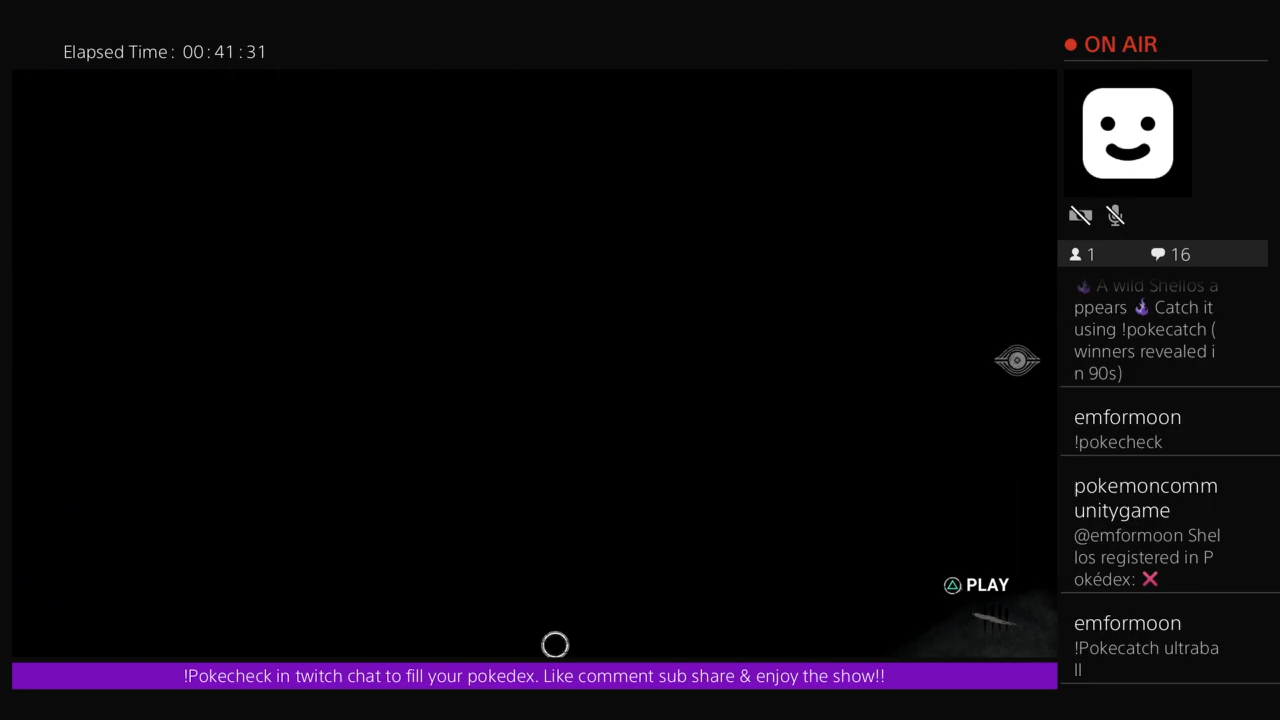 Elapsed Time: 00:41:31
ON AIR
1
16
A wild Shellos a
ppears Catch it
using !pokecatch (
winners revealed i
n 90s)
emformoon
!pokecheck
pokemoncomm
unitygame
@emformoon Shel
los registered in P
okédex: ❌
emformoon
!Pokecatch ultraba
ll
PLAY
!Pokecheck in twitch chat to fill your pokedex. Like comment sub share & enjoy the show!!